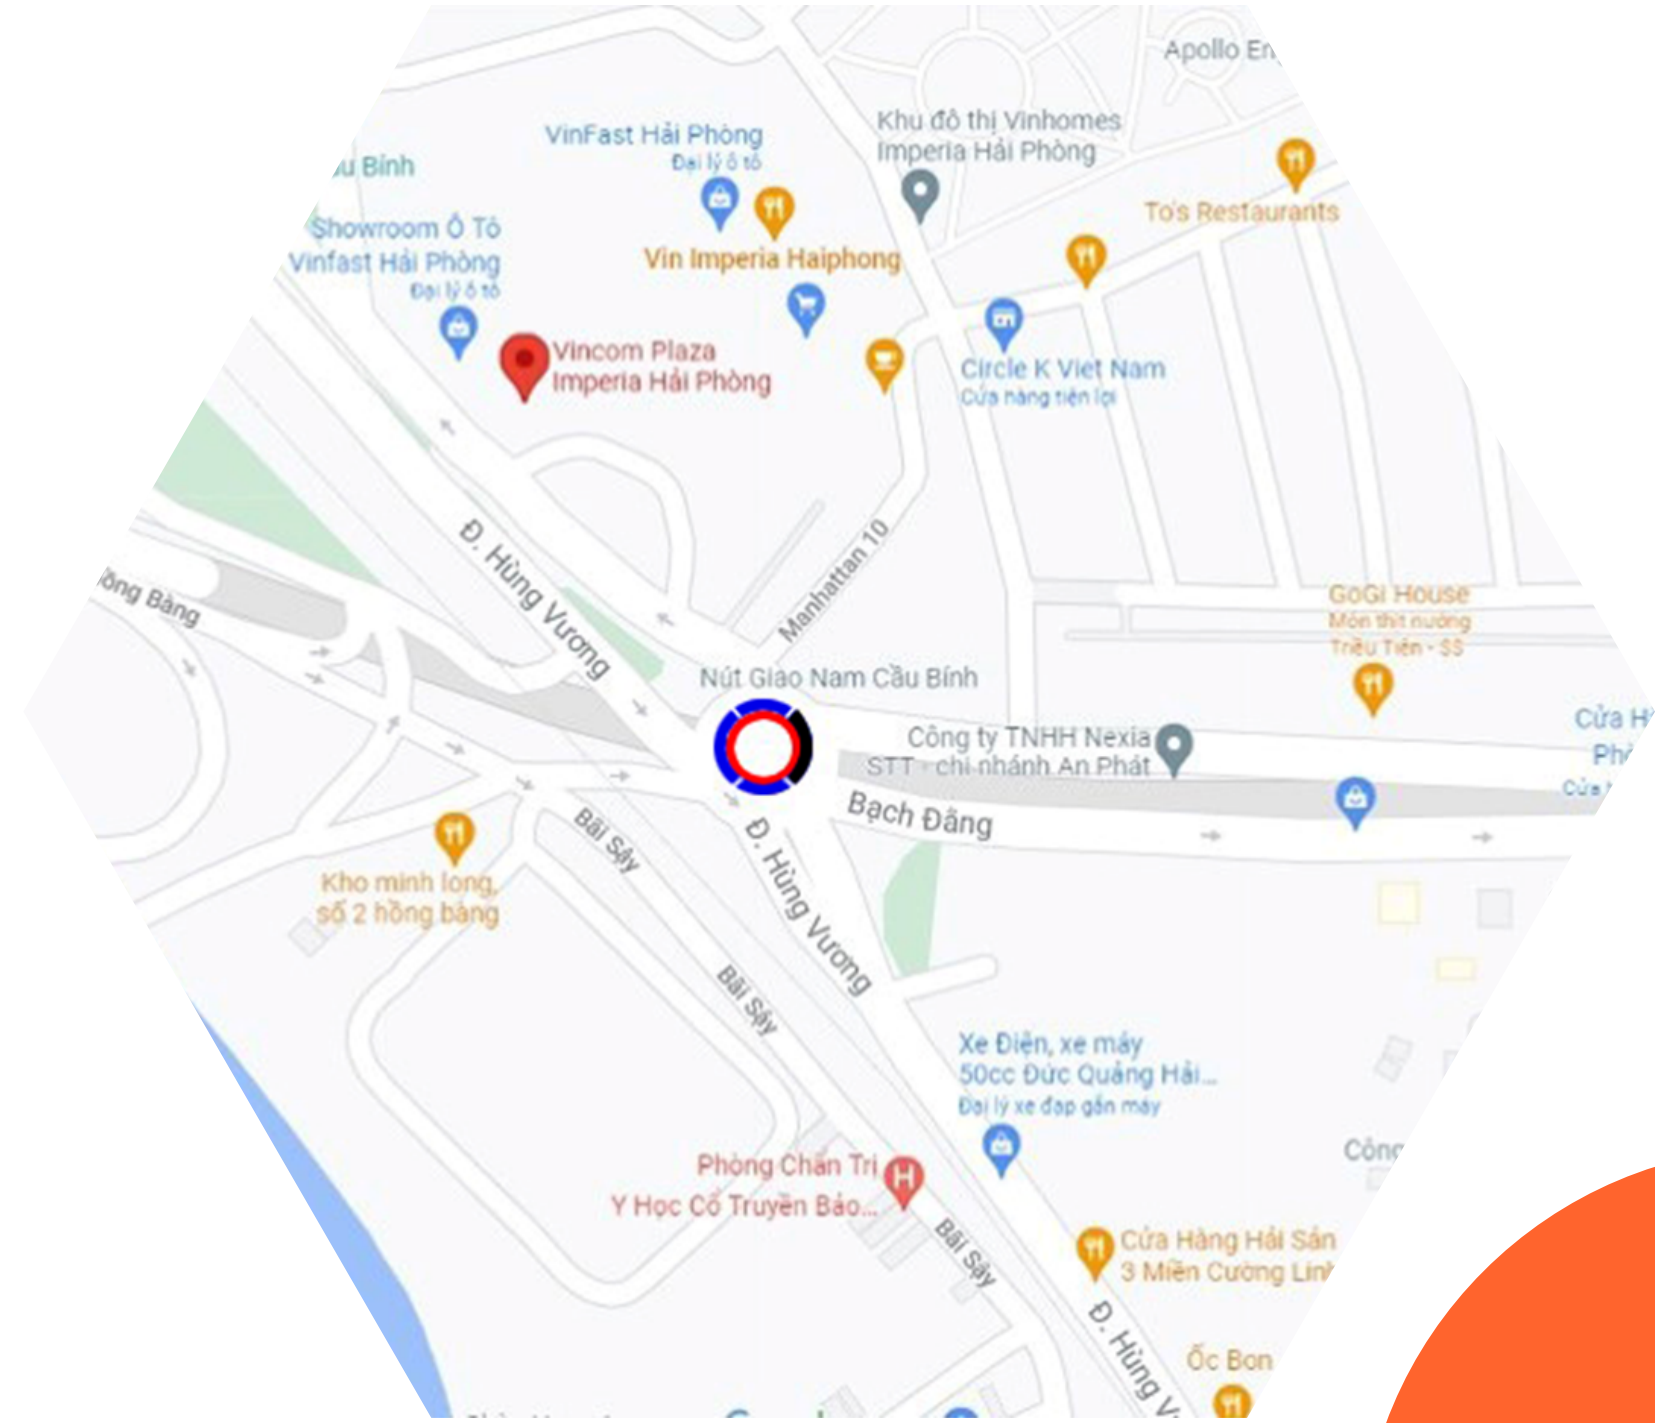 Apollo En
Khu đô thị Vinhomes
Imperia Hải Phòng
VinFast Hải Phòng
Đại lý ô tô
Bính
To's Restaurants
Showroom Ô Tô
Vinfast Hải Phòng
Đại lý ô tô
Vin Imperia Haiphong
Vincom Plaza
Imperia Hải Phòng
Circle K Viet Nam
Cửa hàng tiện lợi
Đ. Hùng Vương
Manhattan 10
ồng Bàng
GoGi House
Món thịt nướng
Triều Tiên - $$
Nút Giao Nam Cầu Bính
Công ty TNHH Nexia
STT - chi nhánh An Phát
Cửa H
Ph
Cửa
Bạch Đằng
Bãi Sậy
Đ. Hùng Vương
Kho minh long,
số 2 hồng bàng
Bãi Sậy
Xe Điện, xe máy
50cc Đức Quảng Hải...
Đại lý xe đạp gắn máy
Công
Phòng Chẩn Trị
Y Học Cổ Truyền Bảo...
H
Bãi Sậy
Cửa Hàng Hải Sản
3 Miền Cường Linh
Đ. Hùng V
Ốc Bon